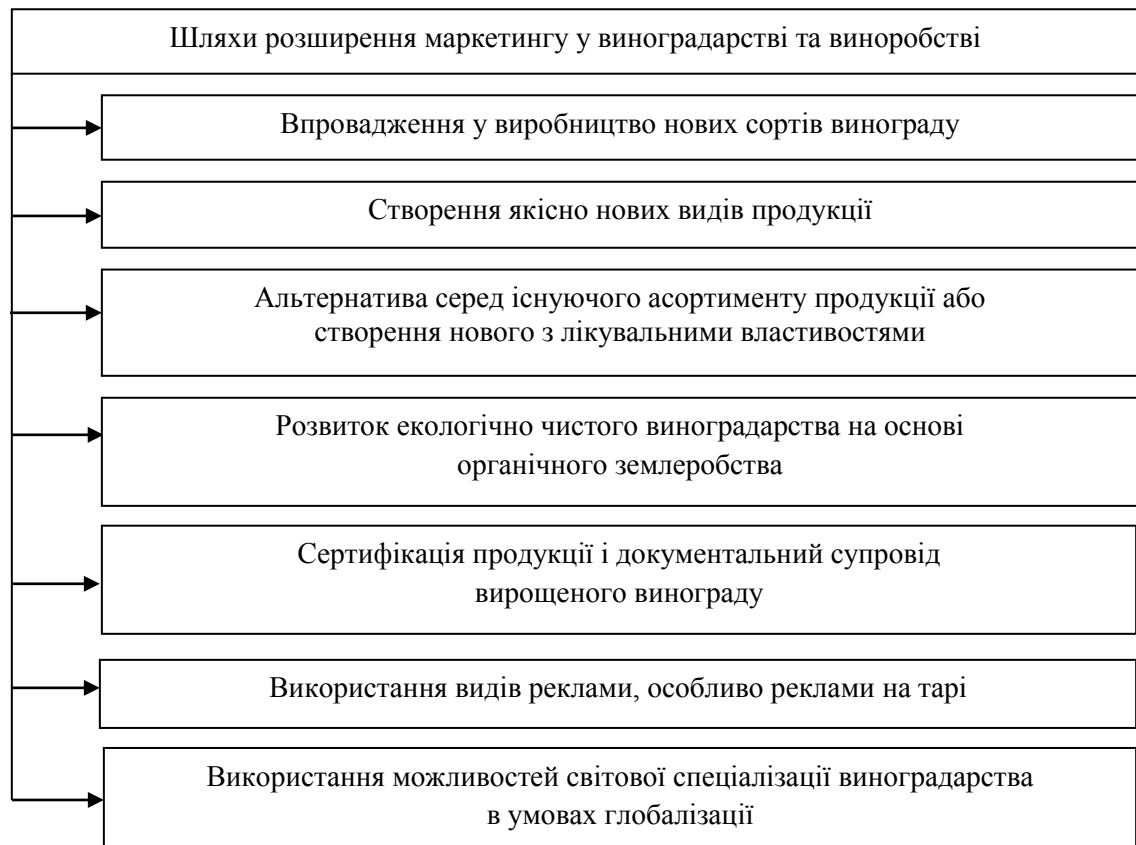 Шляхи розширення маркетингу у виноградарстві та виноробстві
Впровадження у виробництво нових сортів винограду
Створення якісно нових видів продукції
Альтернатива серед існуючого асортименту продукції або
створення нового з лікувальними властивостями
Розвиток екологічно чистого виноградарства на основі
органічного землеробства
Сертифікація продукції і документальний супровід
вирощеного винограду
Використання видів реклами, особливо реклами на тарі
Використання можливостей світової спеціалізації виноградарства
в умовах глобалізації